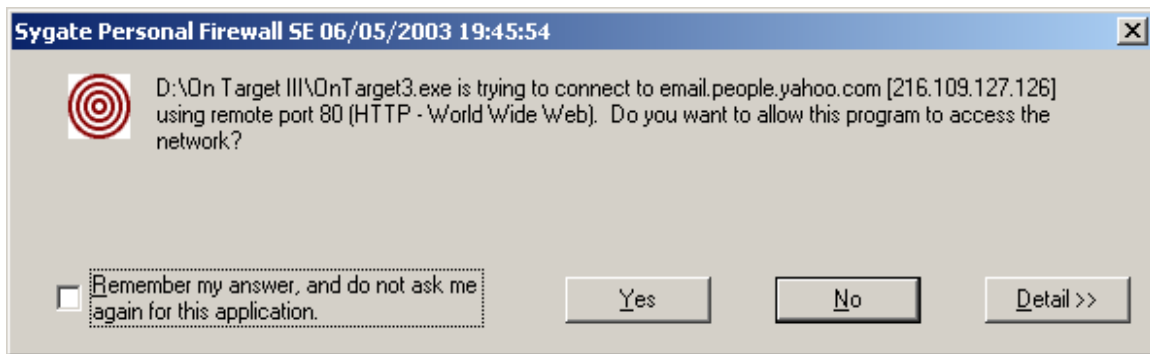 Sygate Personal Firewall SE 06/05/2003 19:45:54
D:\On Target III\OnTarget3.exe is trying to connect to email.people.yahoo.com [216.109.127.126]
using remote port 80 (HTTP - World Wide Web).  Do you want to allow this program to access the
network?
Remember my answer, and do not ask me
again for this application.
Yes
No
Detail >>